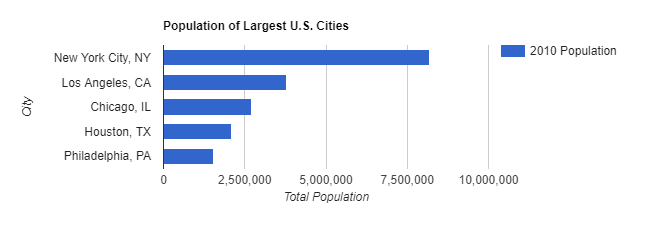 Population of Largest U.S. Cities
2010 Population
City
New York City, NY
Los Angeles, CA
Chicago, IL
Houston, TX
Philadelphia, PA
0 2,500,000 5,000,000 7,500,000 10,000,000
Total Population